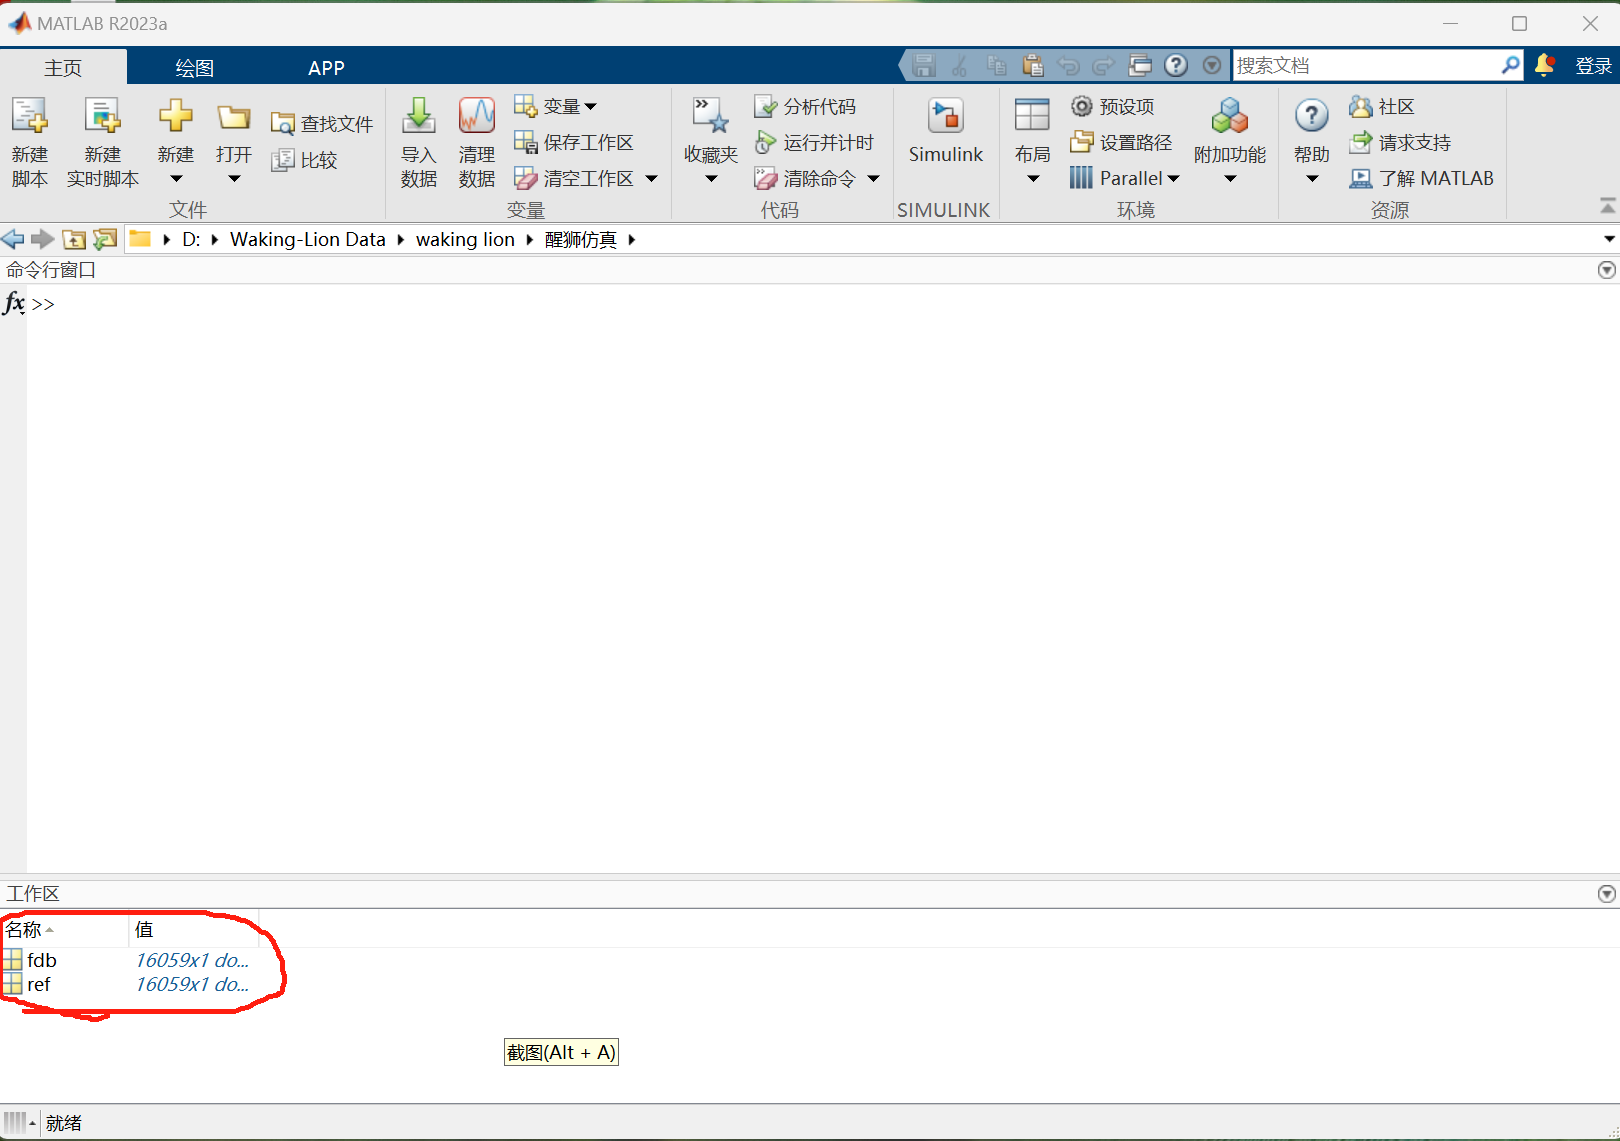 MATLAB R2023a
主页 绘图 APP 搜索文档 登录
新建 脚本
新建 实时脚本
新建
打开
查找文件
比较
文件
导入 数据
清理 数据
变量
保存工作区
清空工作区
变量
收藏夹
分析代码
运行并计时
清除命令
代码
Simulink
SIMULINK
布局
预设项
设置路径
Parallel
附加功能
环境
帮助
社区
请求支持
了解 MATLAB
资源
D: Waking-Lion Data waking lion 醒狮仿真
命令行窗口
fx >>
工作区
名称 值
fdb 16059x1 do...
ref 16059x1 do...
截图(Alt + A)
就绪